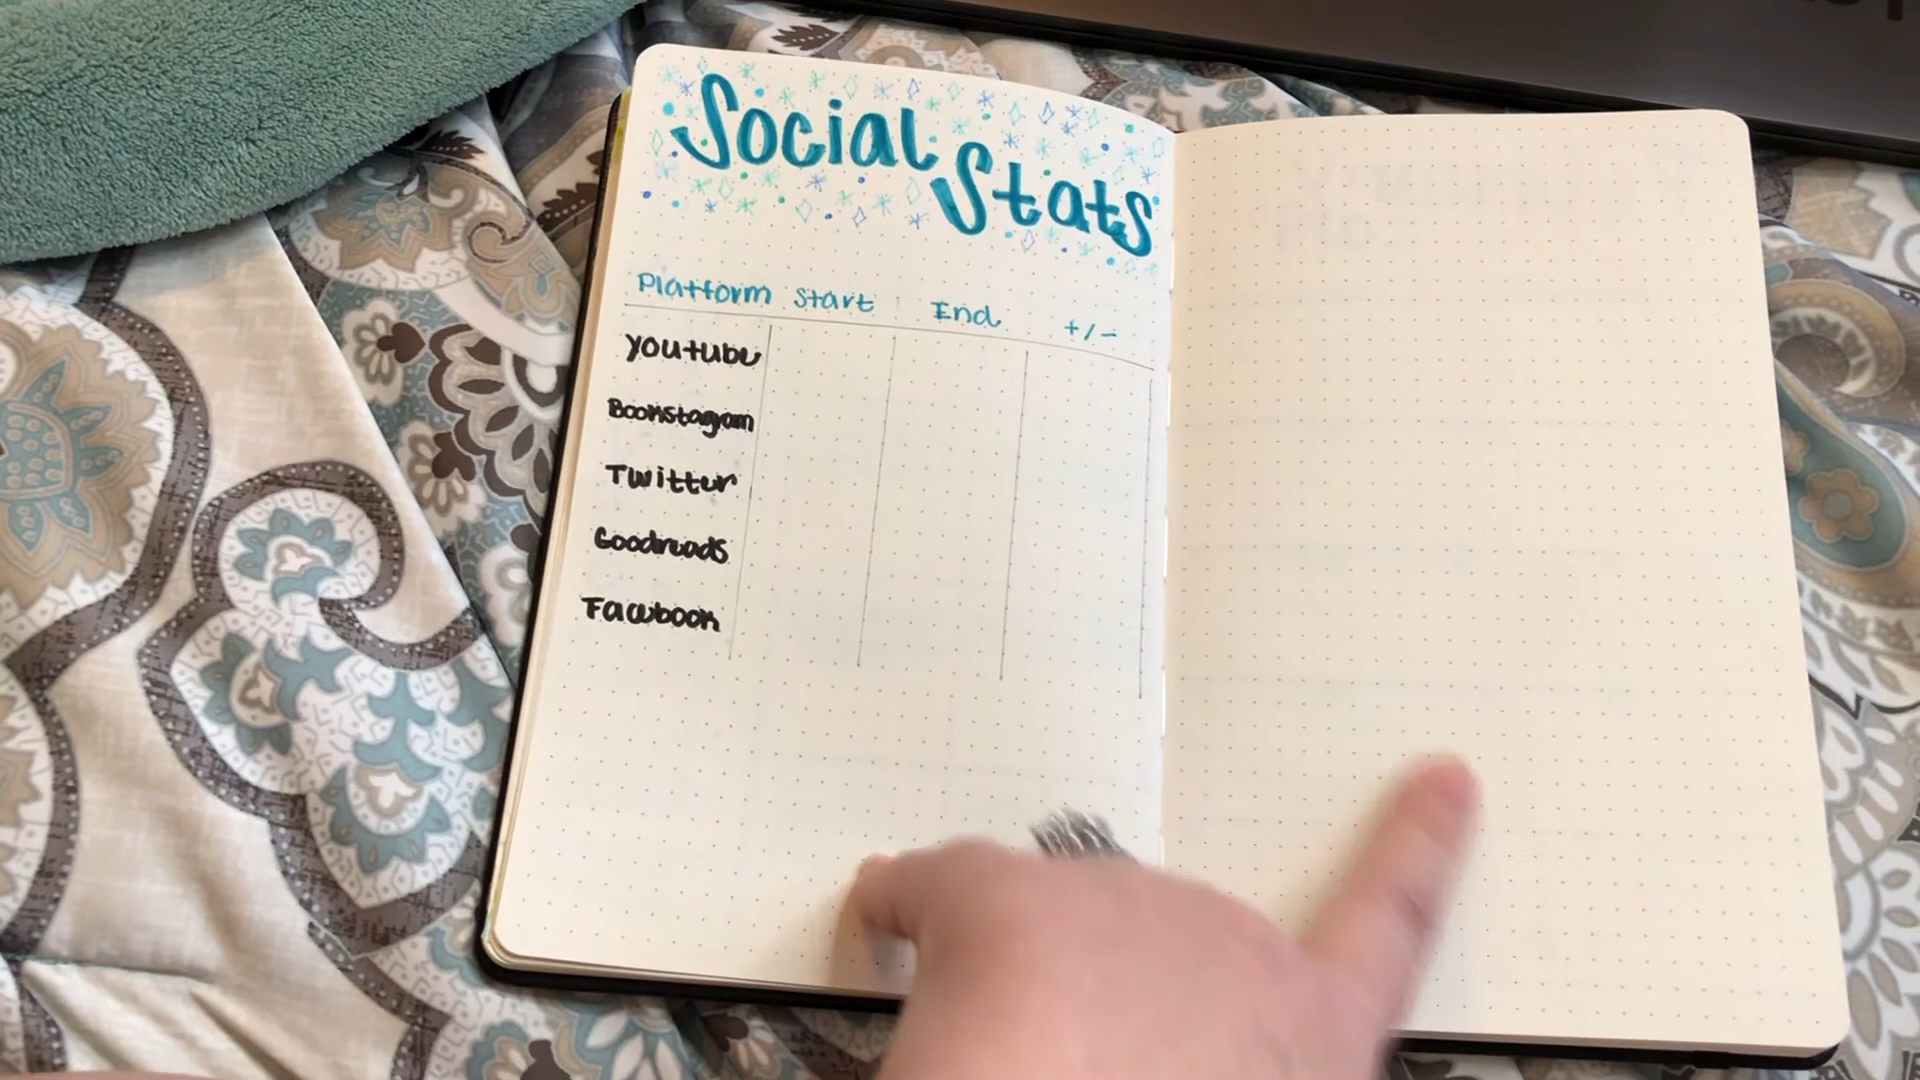 Social
Stats
Platform Start End +/-
Youtube
Bookstagram
Twitter
Goodreads
Facebook